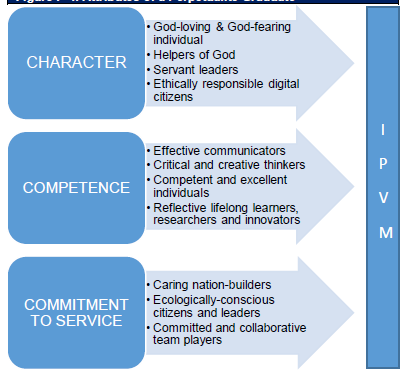 CHARACTER
• God-loving & God-fearing
individual
• Helpers of God
• Servant leaders
• Ethically responsible digital
citizens
COMPETENCE
• Effective communicators
• Critical and creative thinkers
• Competent and excellent
individuals
• Reflective lifelong learners,
researchers and innovators
COMMITMENT
TO SERVICE
• Caring nation-builders
• Ecologically-conscious
citizens and leaders
• Committed and collaborative
team players
I
P
V
M